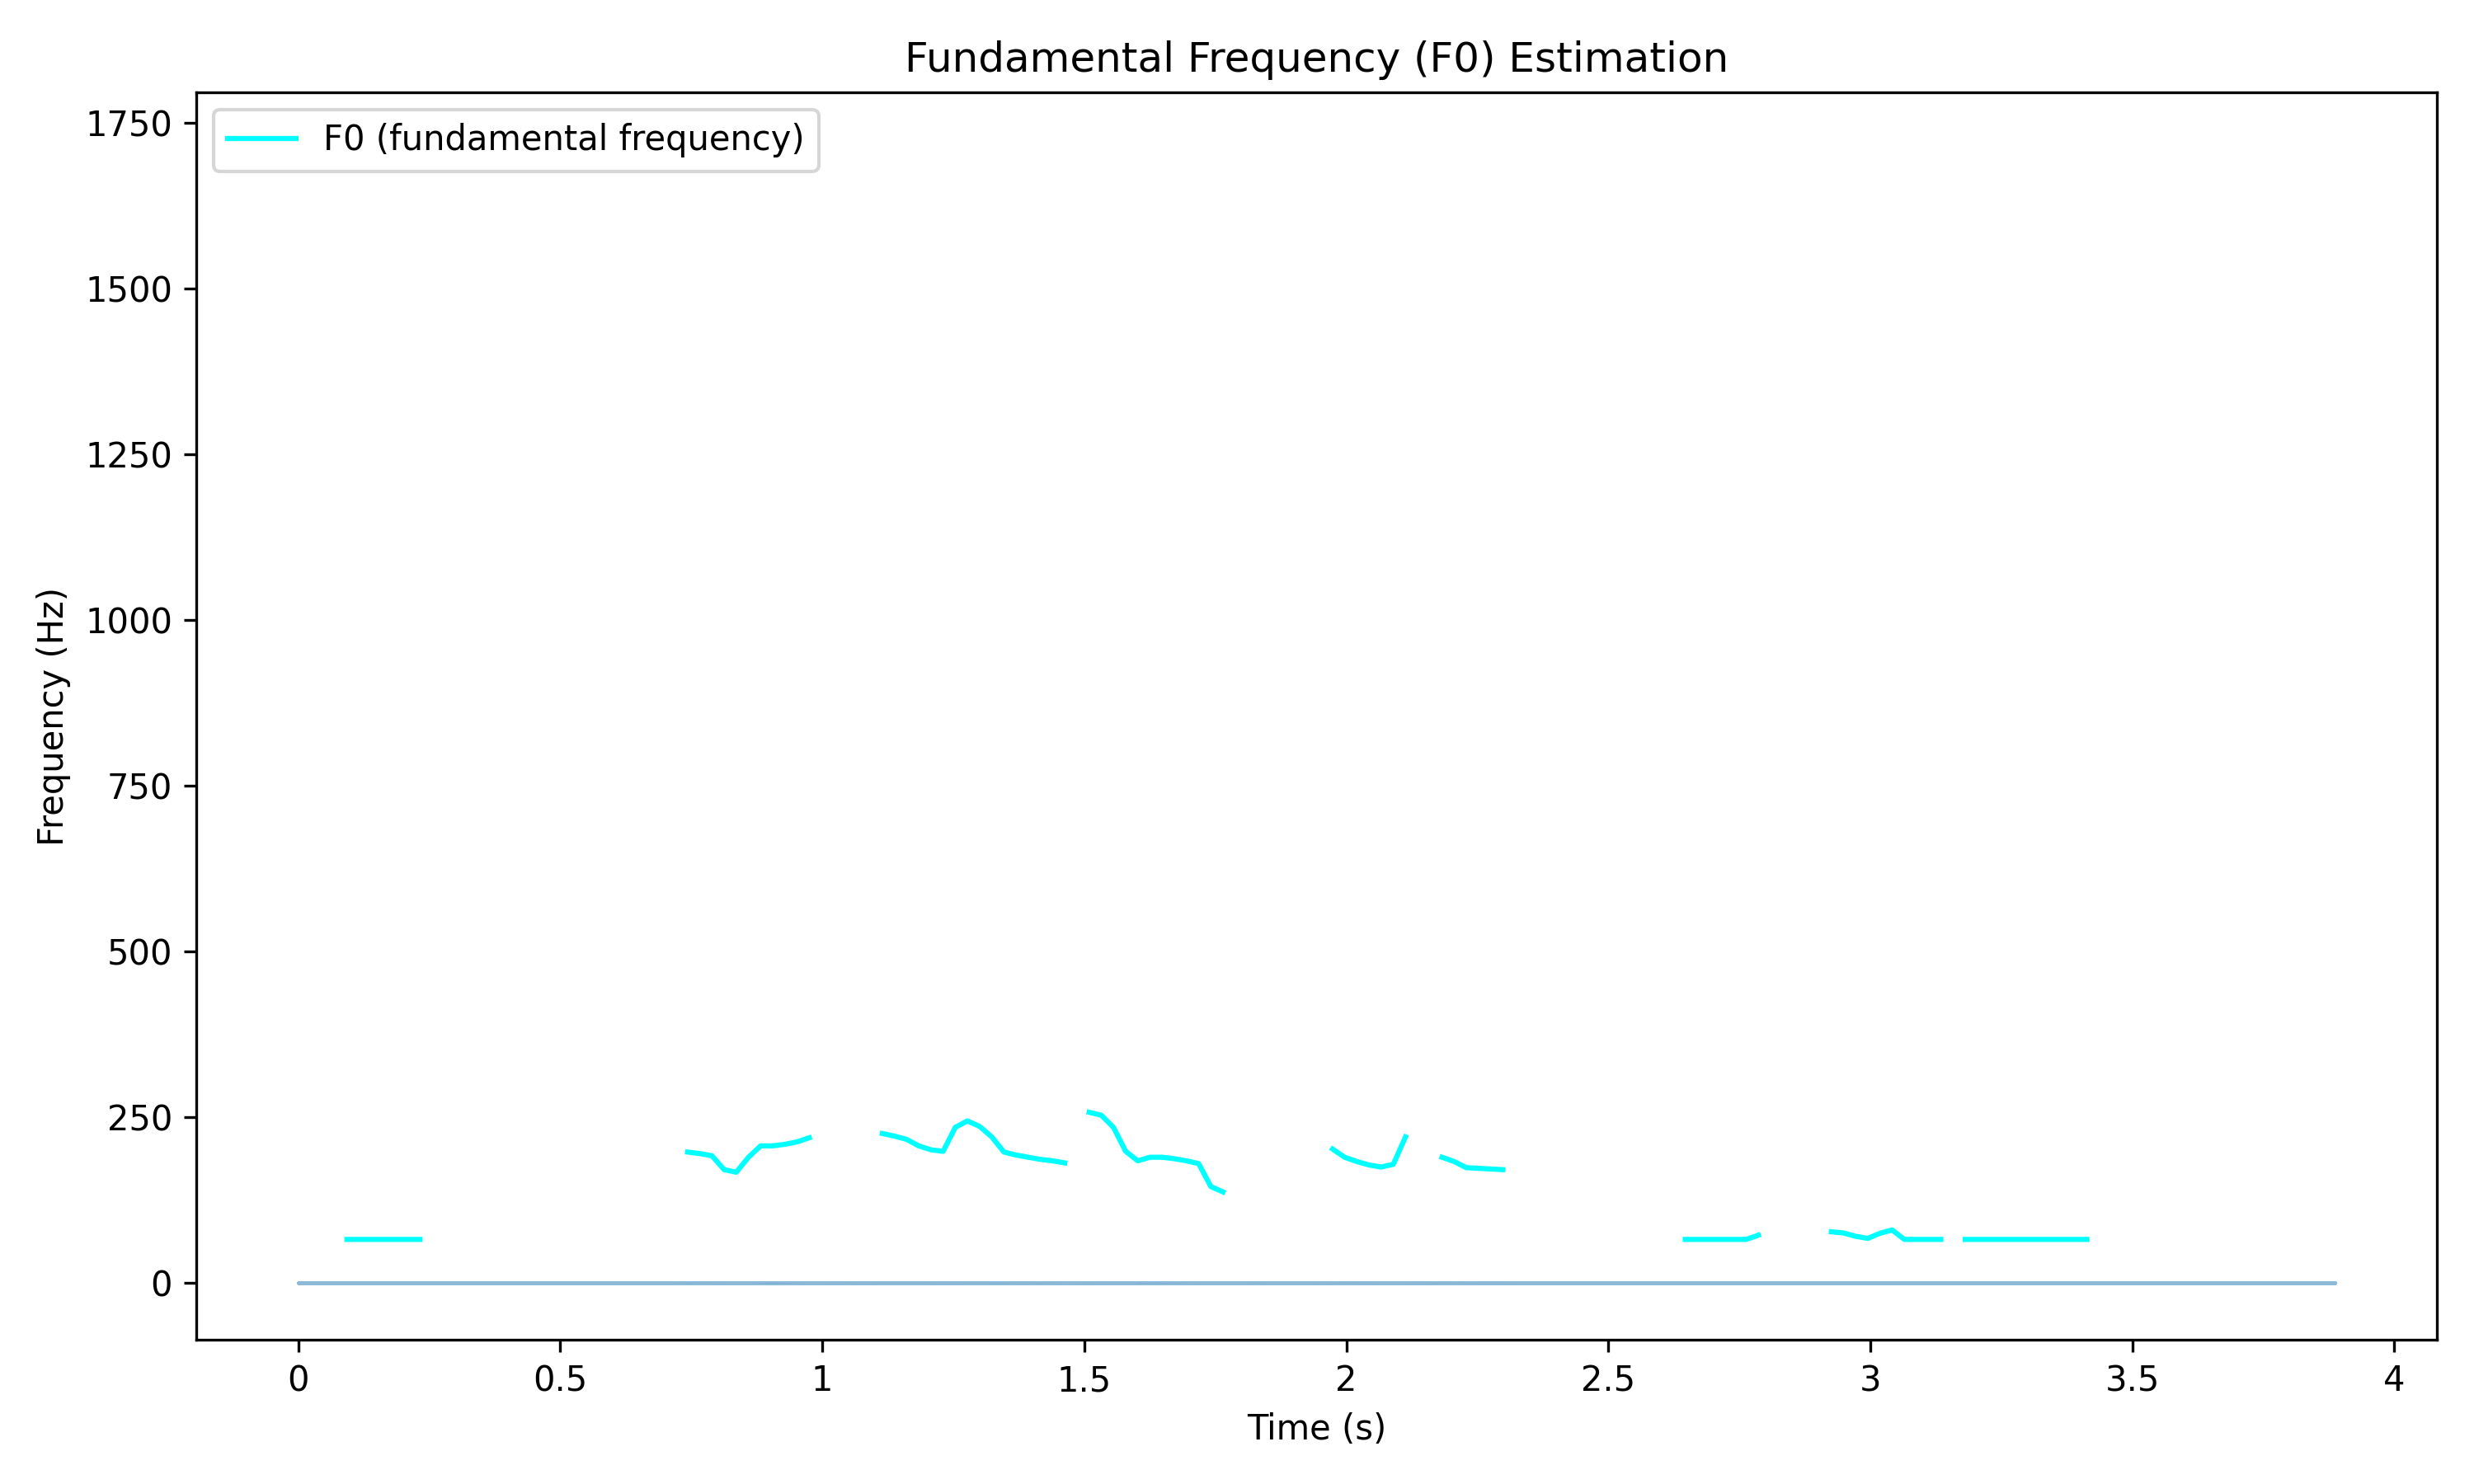 Fundamental Frequency (F0) Estimation
F0 (fundamental frequency)
1750
1500
1250
1000
750
500
250
0
Frequency (Hz)
0 0.5 1 1.5 2 2.5 3 3.5 4
Time (s)